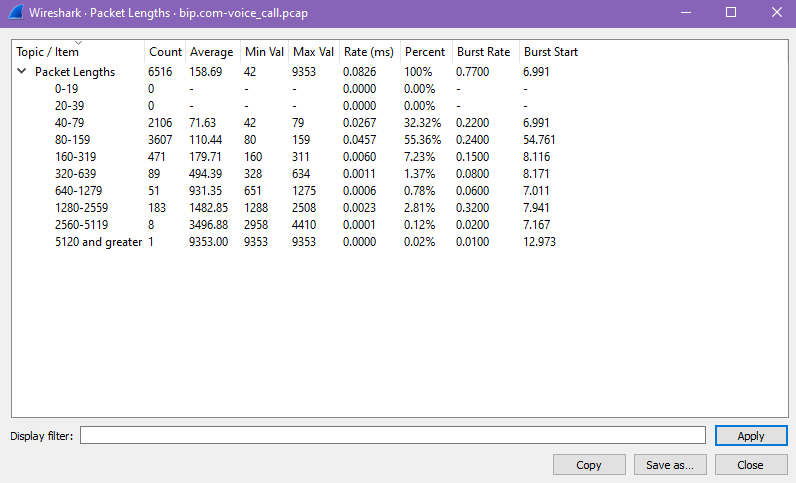 Wireshark · Packet Lengths · bip.com-voice_call.pcap
Topic / Item Count Average Min Val Max Val Rate (ms) Percent Burst Rate Burst Start
Packet Lengths 6516 158.69 42 9353 0.0826 100% 0.7700 6.991
0-19 0 - - - 0.0000 0.00% - -
20-39 0 - - - 0.0000 0.00% - -
40-79 2106 71.63 42 79 0.0267 32.32% 0.2200 6.991
80-159 3607 110.44 80 159 0.0457 55.36% 0.2400 54.761
160-319 471 179.71 160 311 0.0060 7.23% 0.1500 8.116
320-639 89 494.39 328 634 0.0011 1.37% 0.0800 8.171
640-1279 51 931.35 651 1275 0.0006 0.78% 0.0600 7.011
1280-2559 183 1482.85 1288 2508 0.0023 2.81% 0.3200 7.941
2560-5119 8 3496.88 2958 4410 0.0001 0.12% 0.0200 7.167
5120 and greater 1 9353.00 9353 9353 0.0000 0.02% 0.0100 12.973
Display filter: Apply
Copy Save as... Close